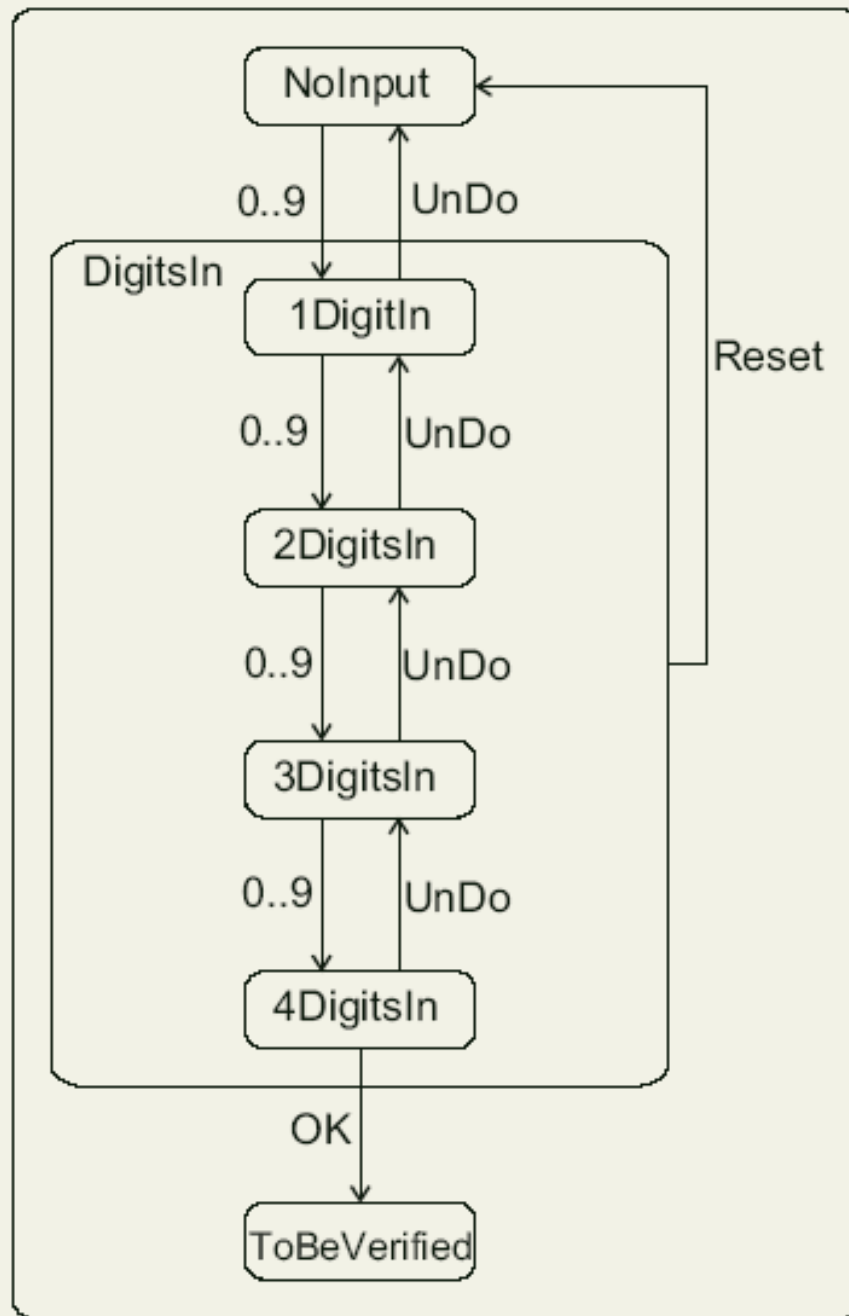 NoInput
0..9
UnDo
DigitsIn
1DigitIn
Reset
0..9
UnDo
2DigitsIn
0..9
UnDo
3DigitsIn
0..9
UnDo
4DigitsIn
OK
ToBeVerified